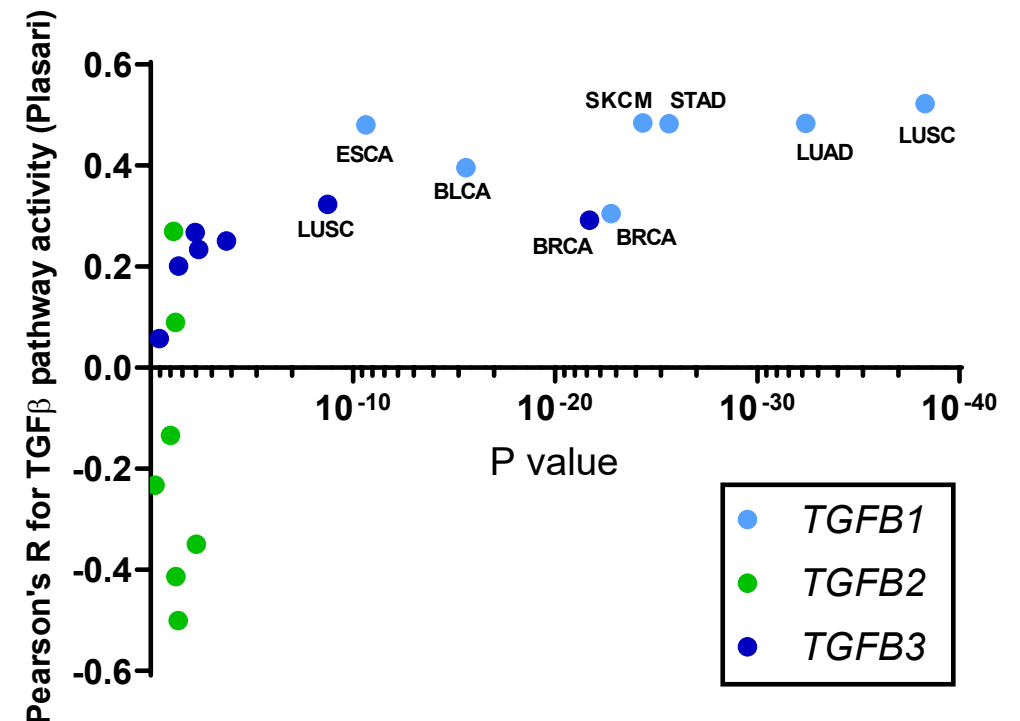 Pearson's R for TGFβ pathway activity (Plasari)
0.6
0.4
0.2
0.0
-0.2
-0.4
-0.6
SKCM
STAD
ESCA
LUAD
LUSC
BLCA
LUSC
BRCA
BRCA
10⁻¹⁰
10⁻²⁰
10⁻³⁰
10⁻⁴⁰
P value
TGFB1
TGFB2
TGFB3